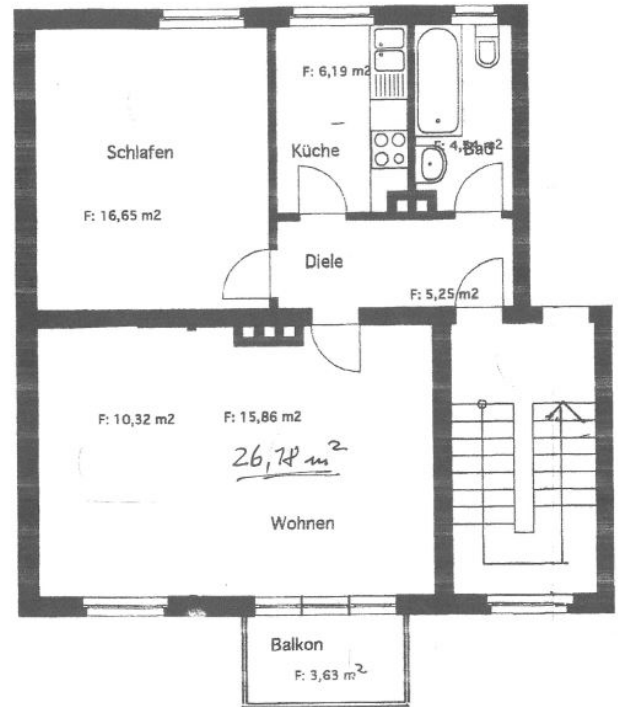 F: 6,19 m2
Schlafen
Küche
Bad
F: 16,65 m2
Diele
F: 5,25 m2
F: 10,32 m2
F: 15,86 m2
26,18 m²
Wohnen
Balkon
F: 3,63 m²